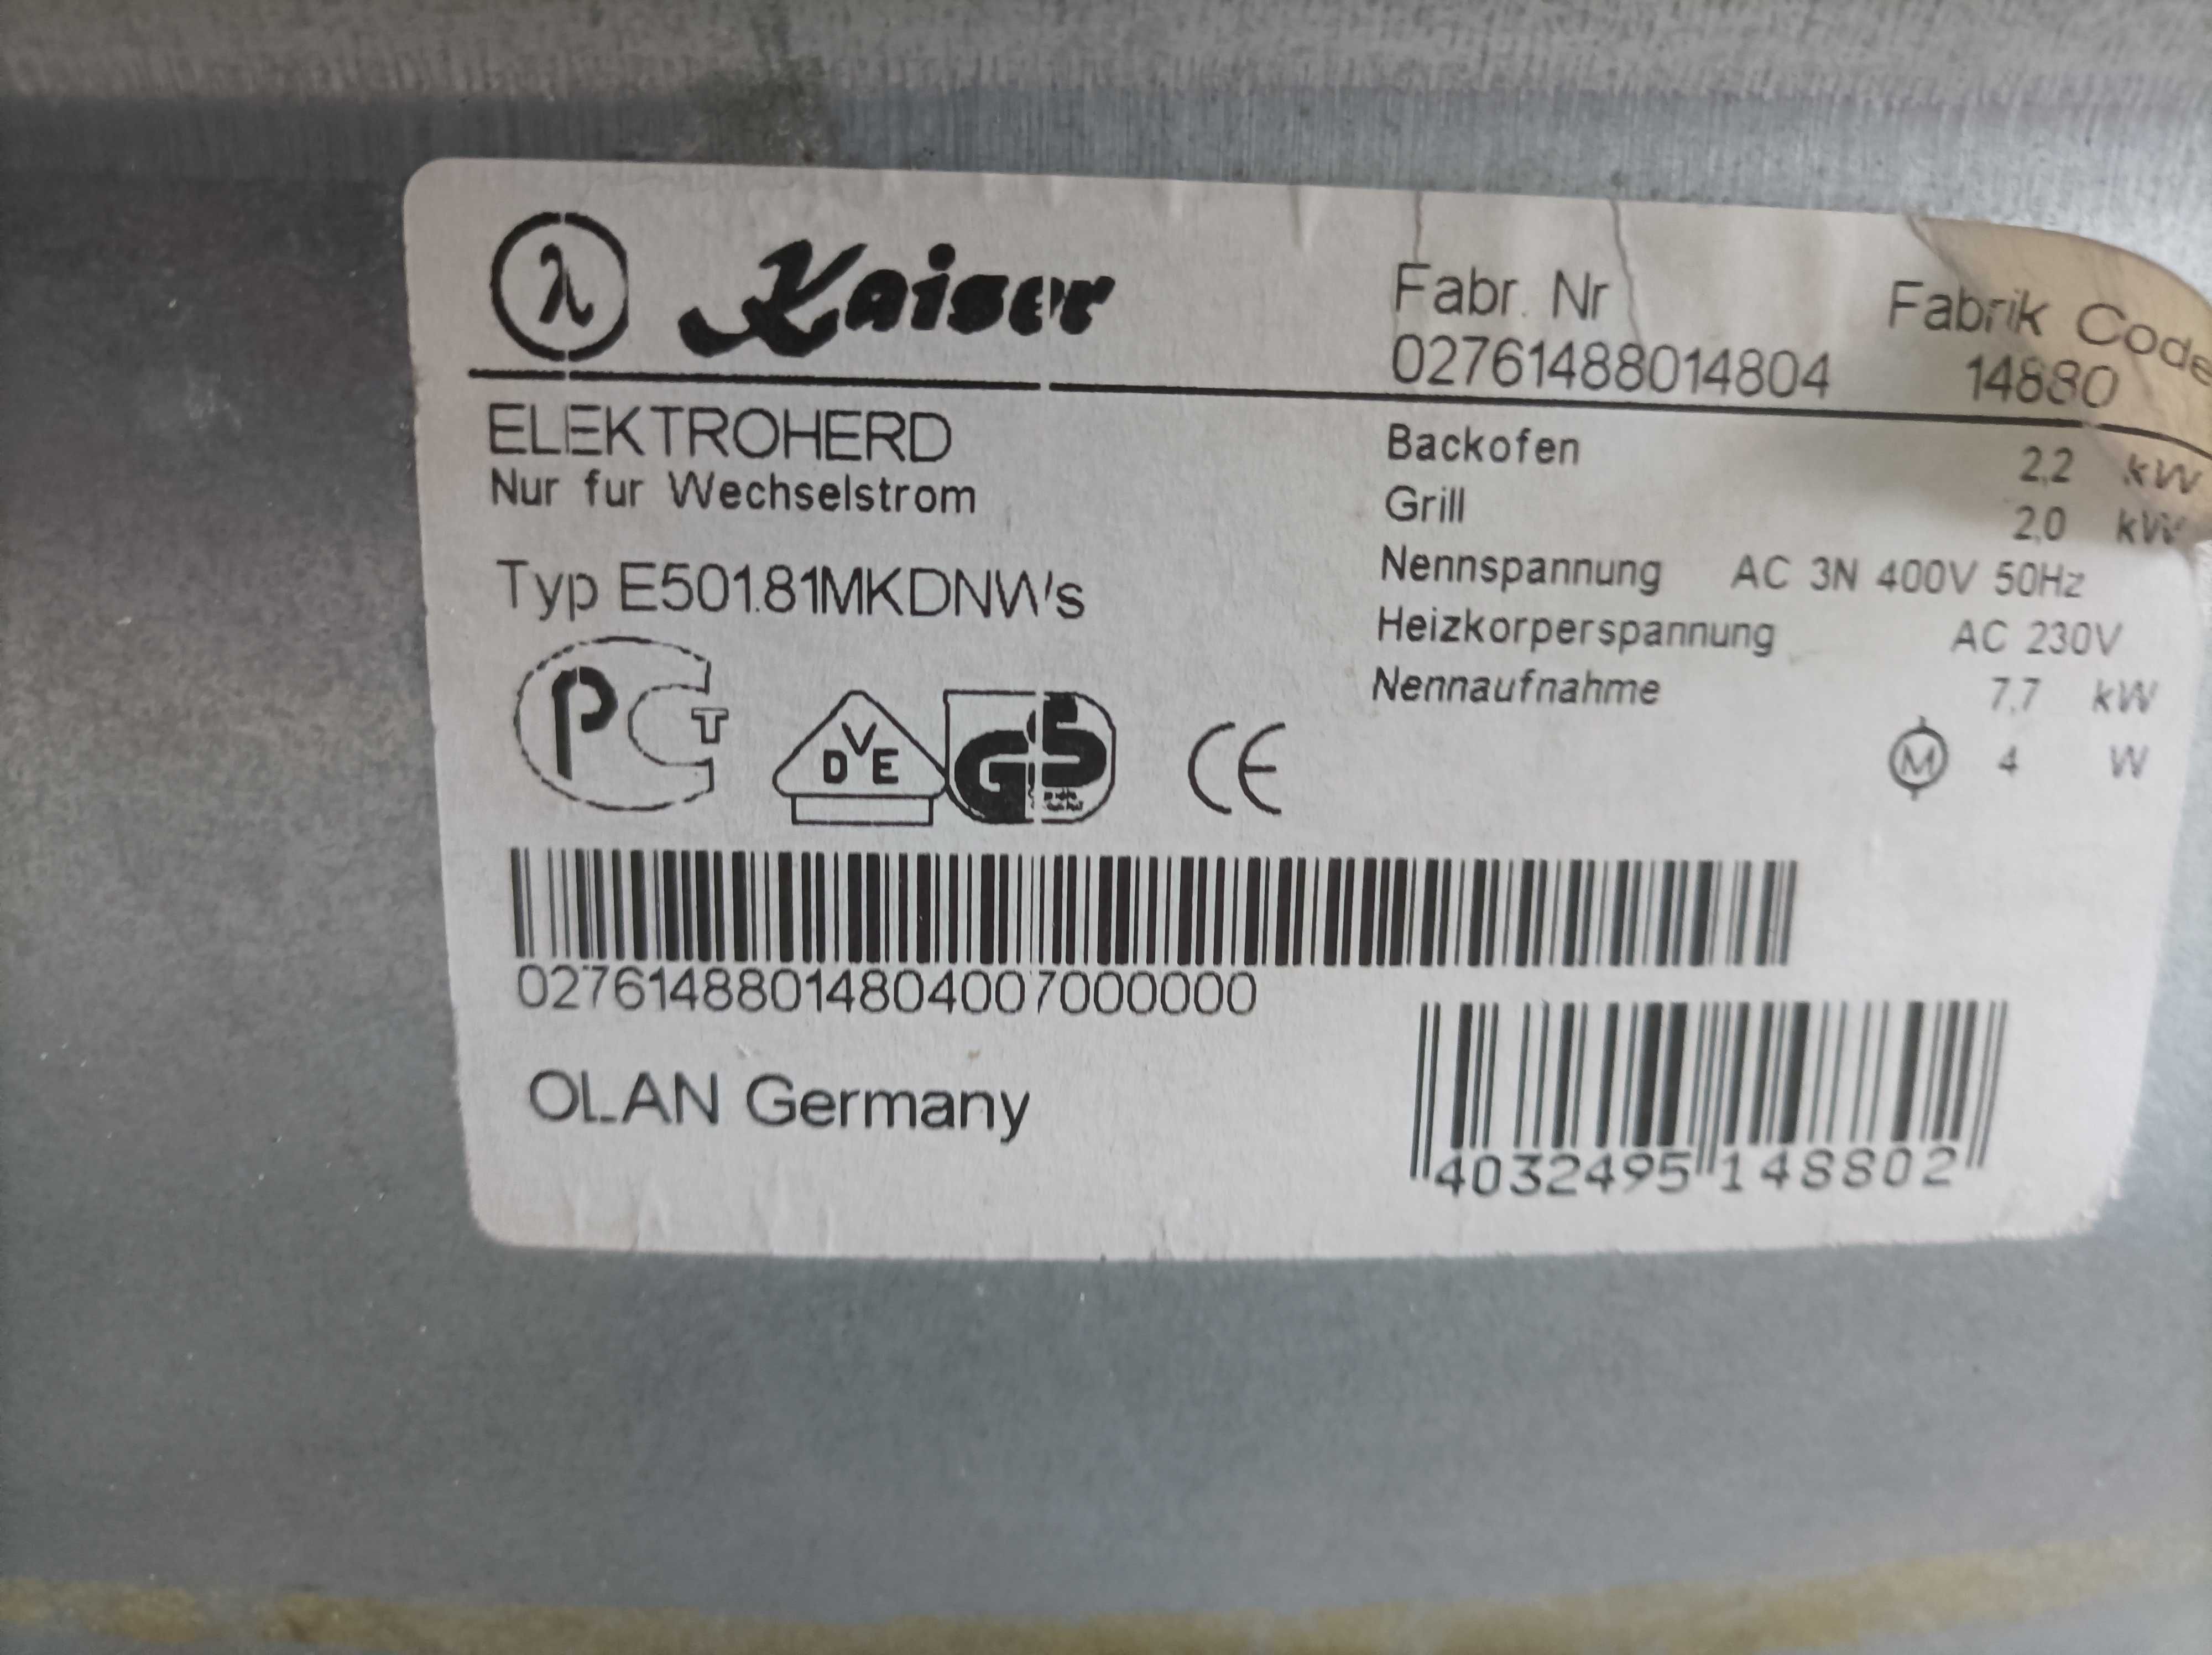 λ Kaiser
Fabr. Nr Fabrik Code
02761488014804 14880
ELEKTROHERD
Nur fur Wechselstrom
Typ E501.81MKDNW's
Backofen 2,2 kW
Grill 2,0 kW
Nennspannung AC 3N 400V 50Hz
Heizkorperspannung AC 230V
Nennaufnahme 7,7 kW
M 4 W
PCT
DVE
GS
CE
02761488014804007000000
OLAN Germany
4032495 148802